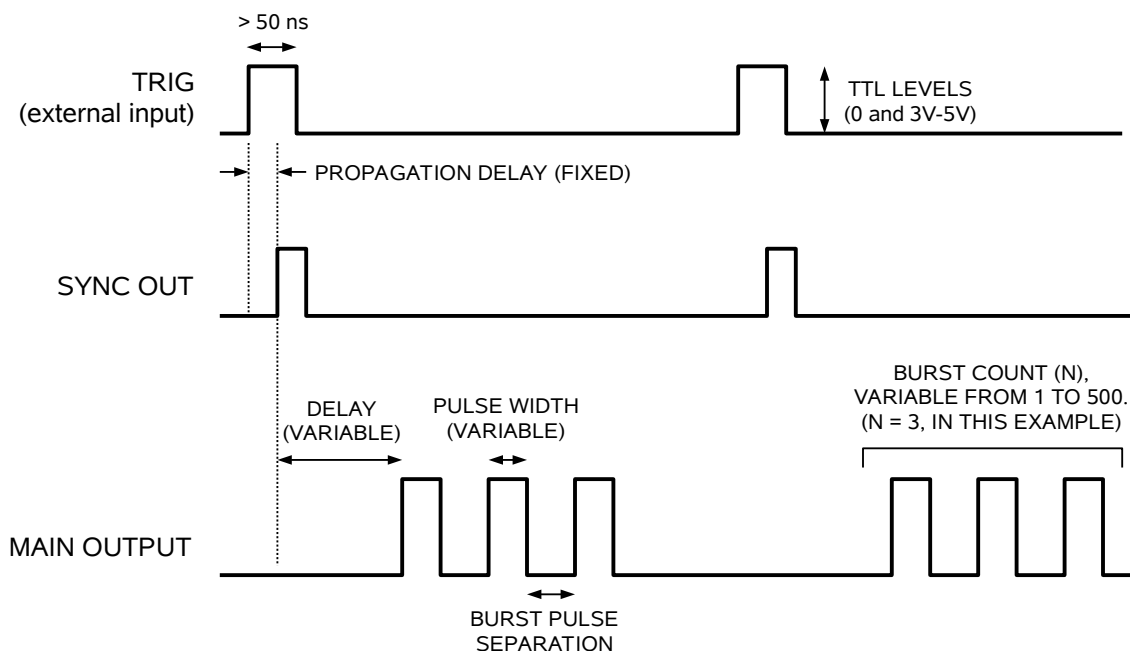 > 50 ns
TRIG
(external input)
TTL LEVELS
(0 and 3V-5V)
PROPAGATION DELAY (FIXED)
SYNC OUT
BURST COUNT (N),
VARIABLE FROM 1 TO 500.
(N = 3, IN THIS EXAMPLE)
DELAY
(VARIABLE)
PULSE WIDTH
(VARIABLE)
MAIN OUTPUT
BURST PULSE
SEPARATION